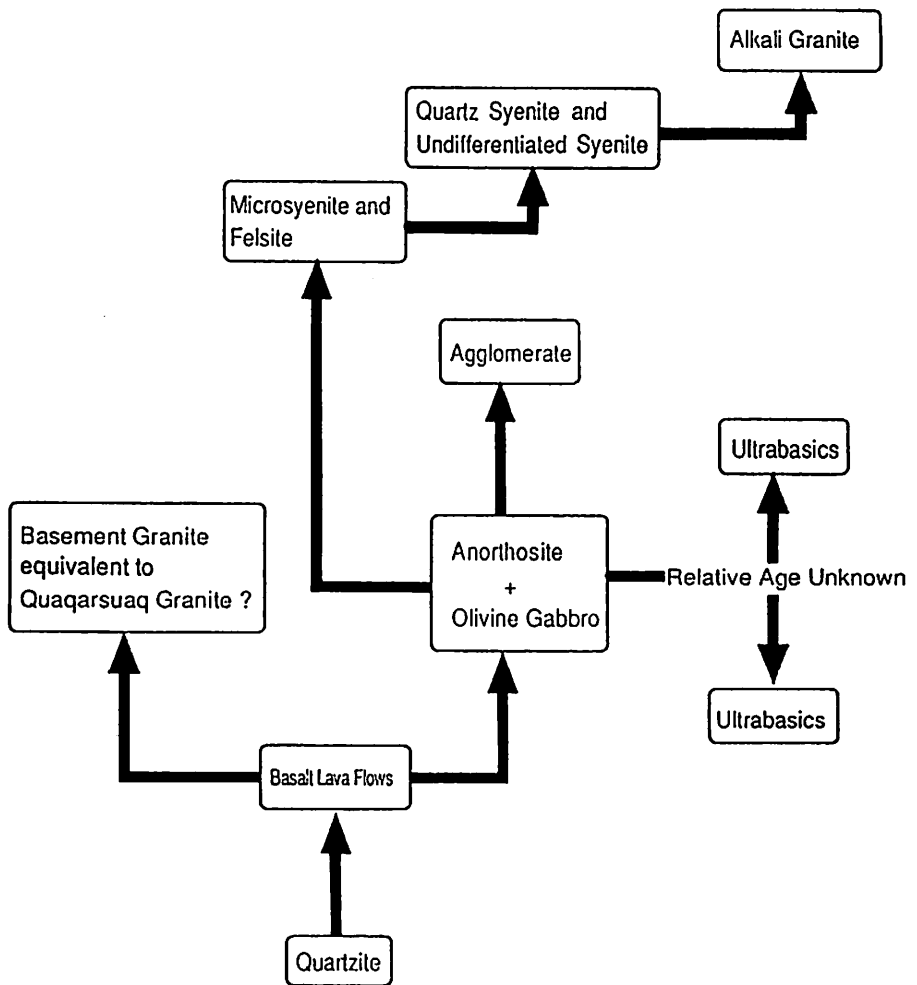 Alkali Granite
Quartz Syenite and
Undifferentiated Syenite
Microsyenite and
Felsite
Agglomerate
Ultrabasics
Basement Granite
equivalent to
Quaqarsuaq Granite ?
Anorthosite
+
Olivine Gabbro
Relative Age Unknown
Ultrabasics
Basalt Lava Flows
Quartzite